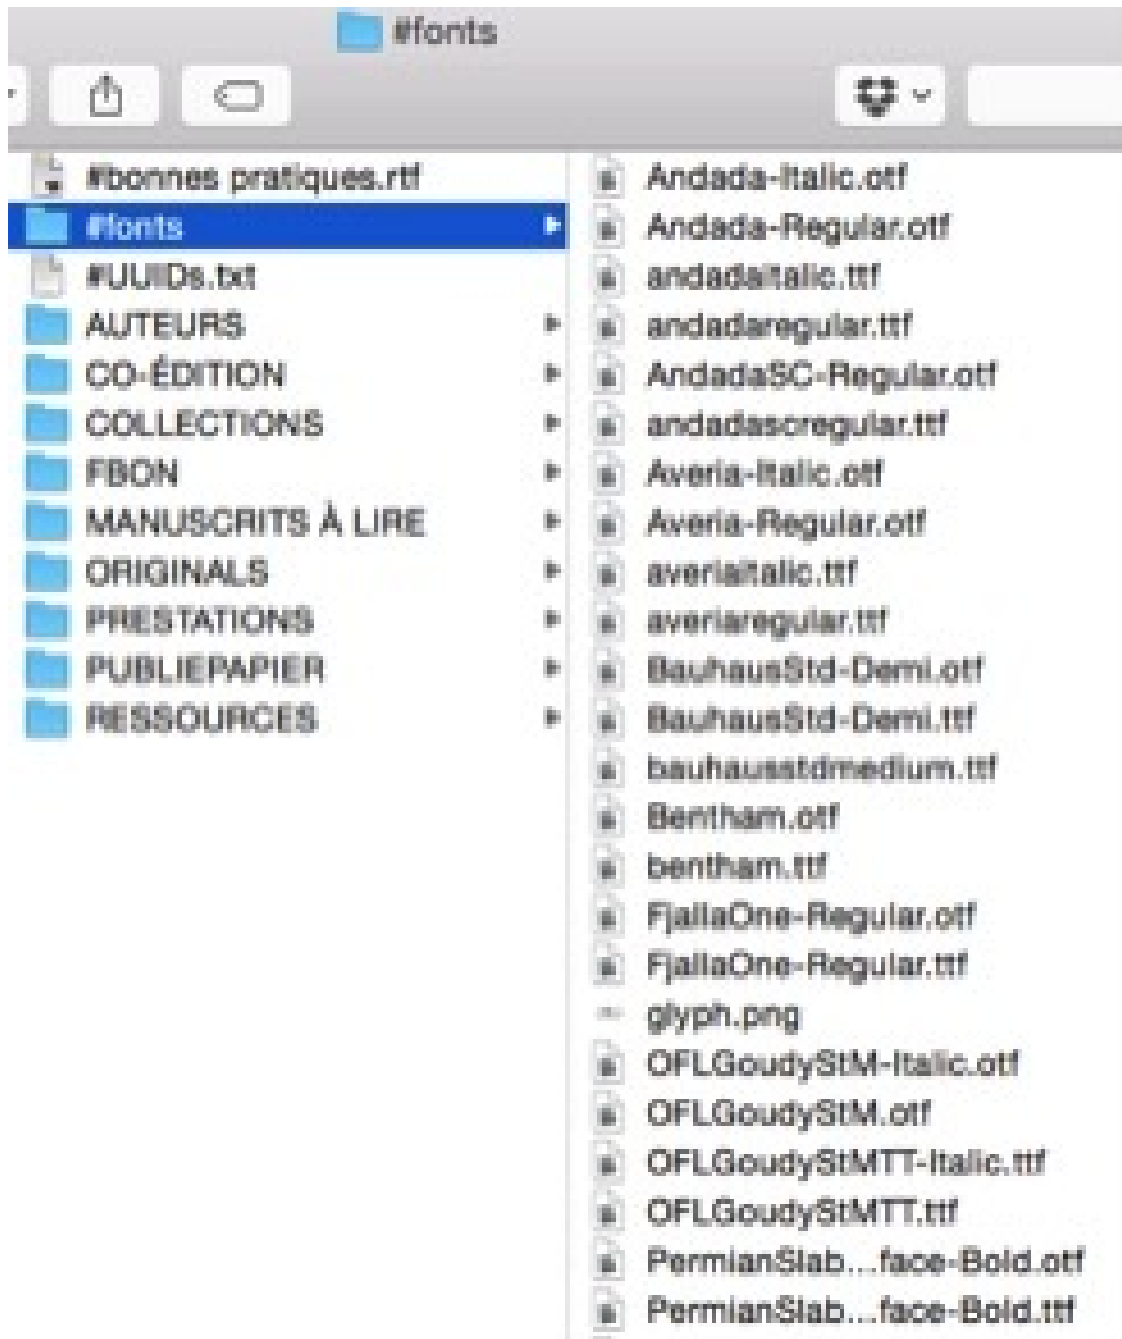 #fonts
#bonnes pratiques.rtf
#fonts
#UUIDs.txt
AUTEURS
CO-ÉDITION
COLLECTIONS
FBON
MANUSCRITS À LIRE
ORIGINALS
PRESTATIONS
PUBLIEPAPIER
RESSOURCES
Andada-Italic.otf
Andada-Regular.otf
andadaitalic.ttf
andadaregular.ttf
AndadaSC-Regular.otf
andadascregular.ttf
Averia-Italic.otf
Averia-Regular.otf
averiaitalic.ttf
averiaregular.ttf
BauhausStd-Demi.otf
BauhausStd-Demi.ttf
bauhausstdmedium.ttf
Bentham.otf
bentham.ttf
FjallaOne-Regular.otf
FjallaOne-Regular.ttf
glyph.png
OFLGoudyStM-Italic.otf
OFLGoudyStM.otf
OFLGoudyStMTT-Italic.ttf
OFLGoudyStMTT.ttf
PermianSlab...face-Bold.otf
PermianSlab...face-Bold.ttf